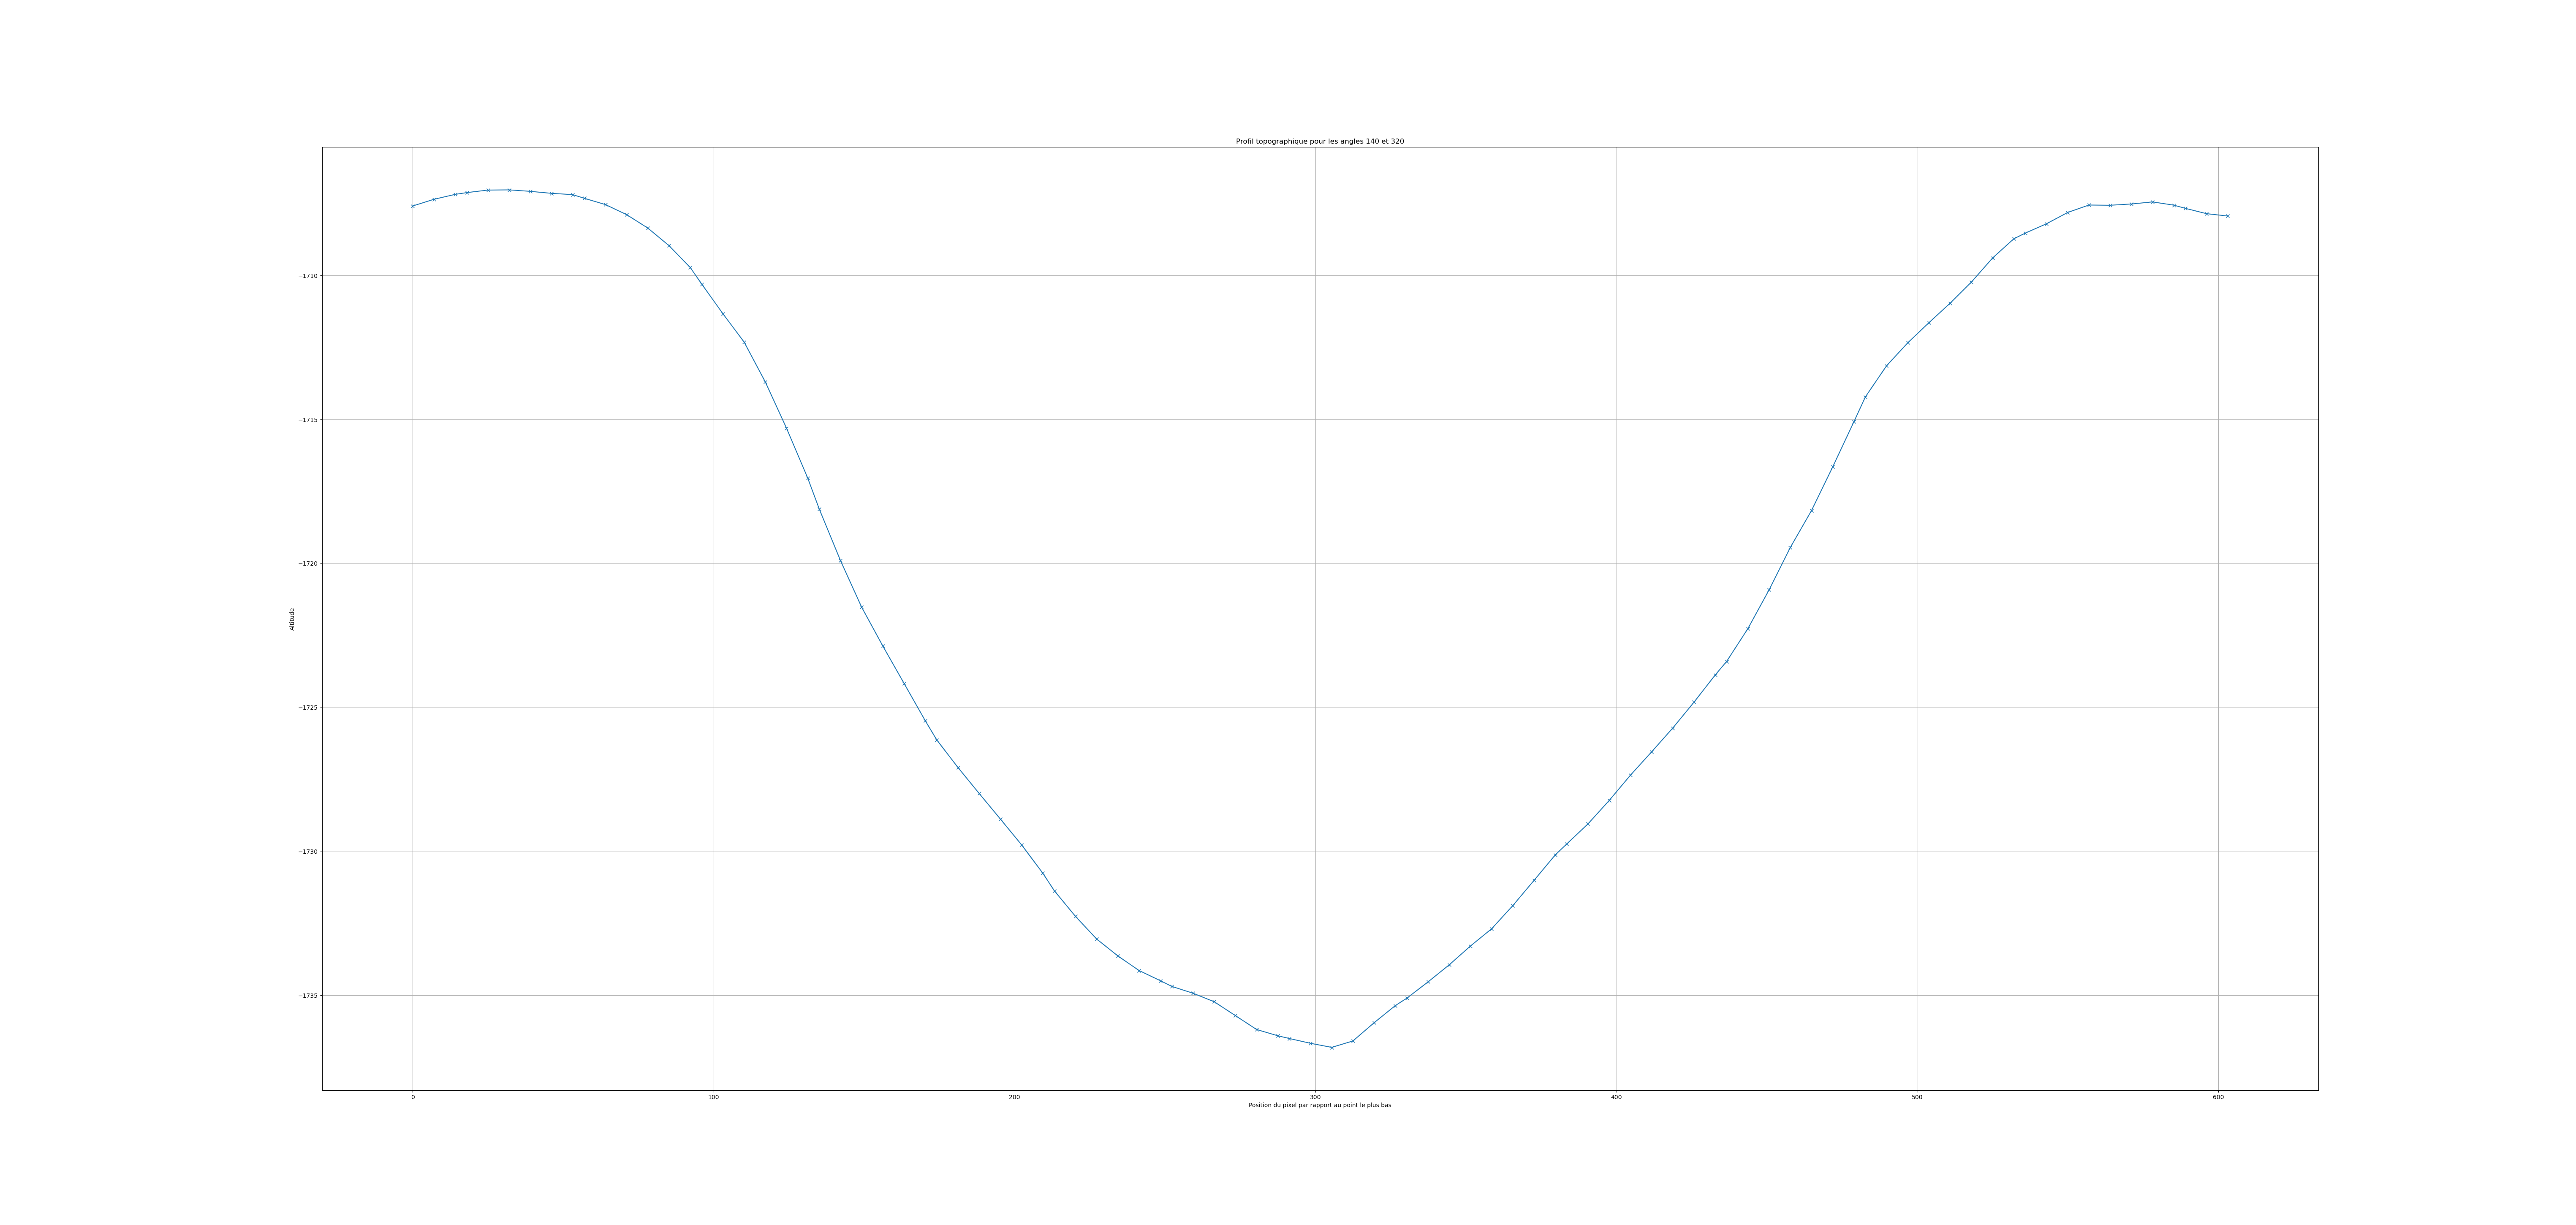 Profil topographique pour les angles 140 et 320
Altitude
−1710
−1715
−1720
−1725
−1730
−1735
0 100 200 300 400 500 600
Position du pixel par rapport au point le plus bas